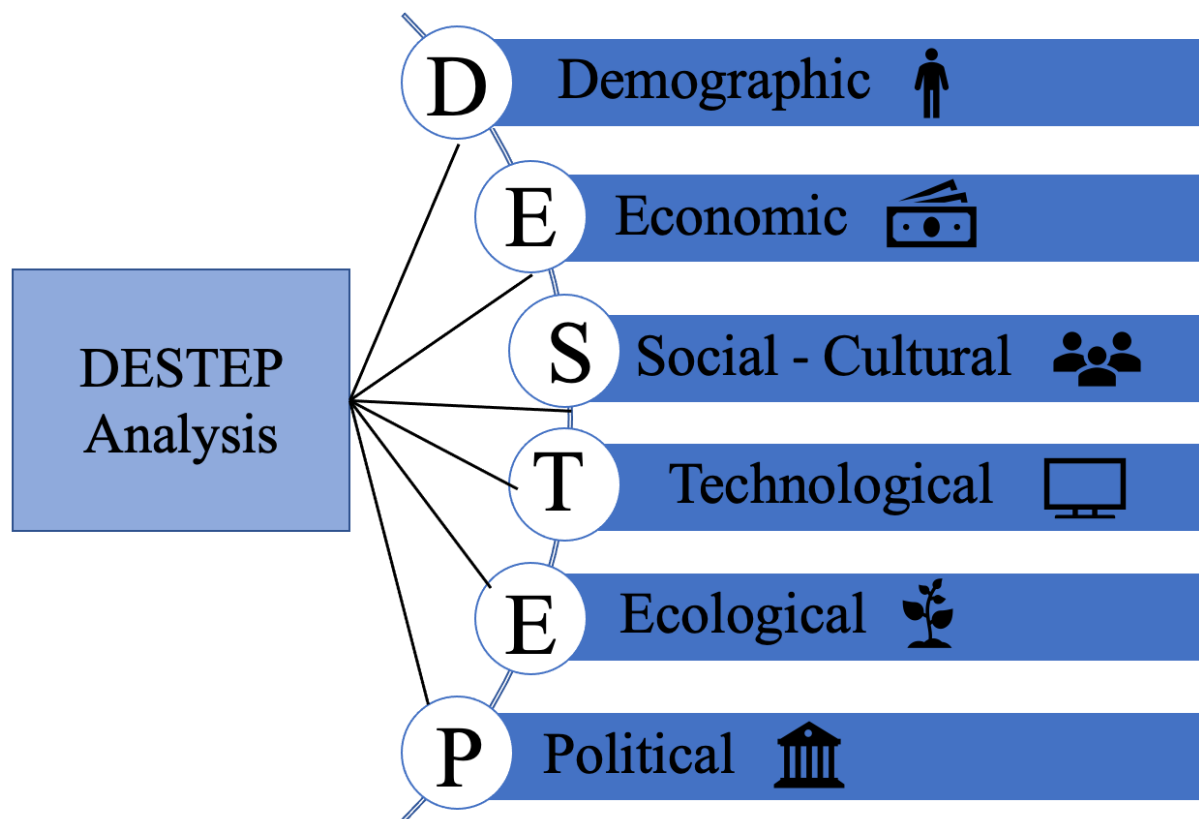 DESTEP
Analysis
D
Demographic
E
Economic
S
Social - Cultural
T
Technological
E
Ecological
P
Political